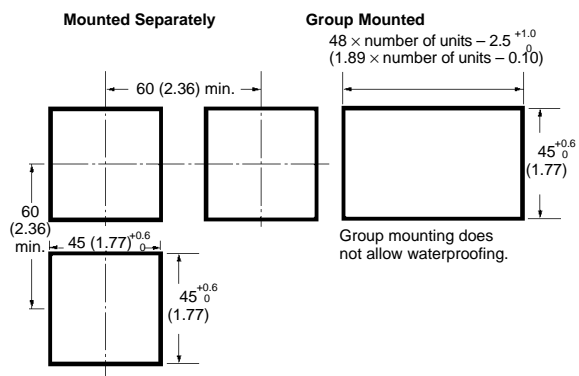 Mounted Separately
Group Mounted
48 × number of units – 2.5 +1.0 0
(1.89 × number of units – 0.10)
60 (2.36) min.
45 +0.6 0
(1.77)
60
(2.36)
min.
45 (1.77) +0.6 0
Group mounting does
not allow waterproofing.
45 +0.6 0
(1.77)